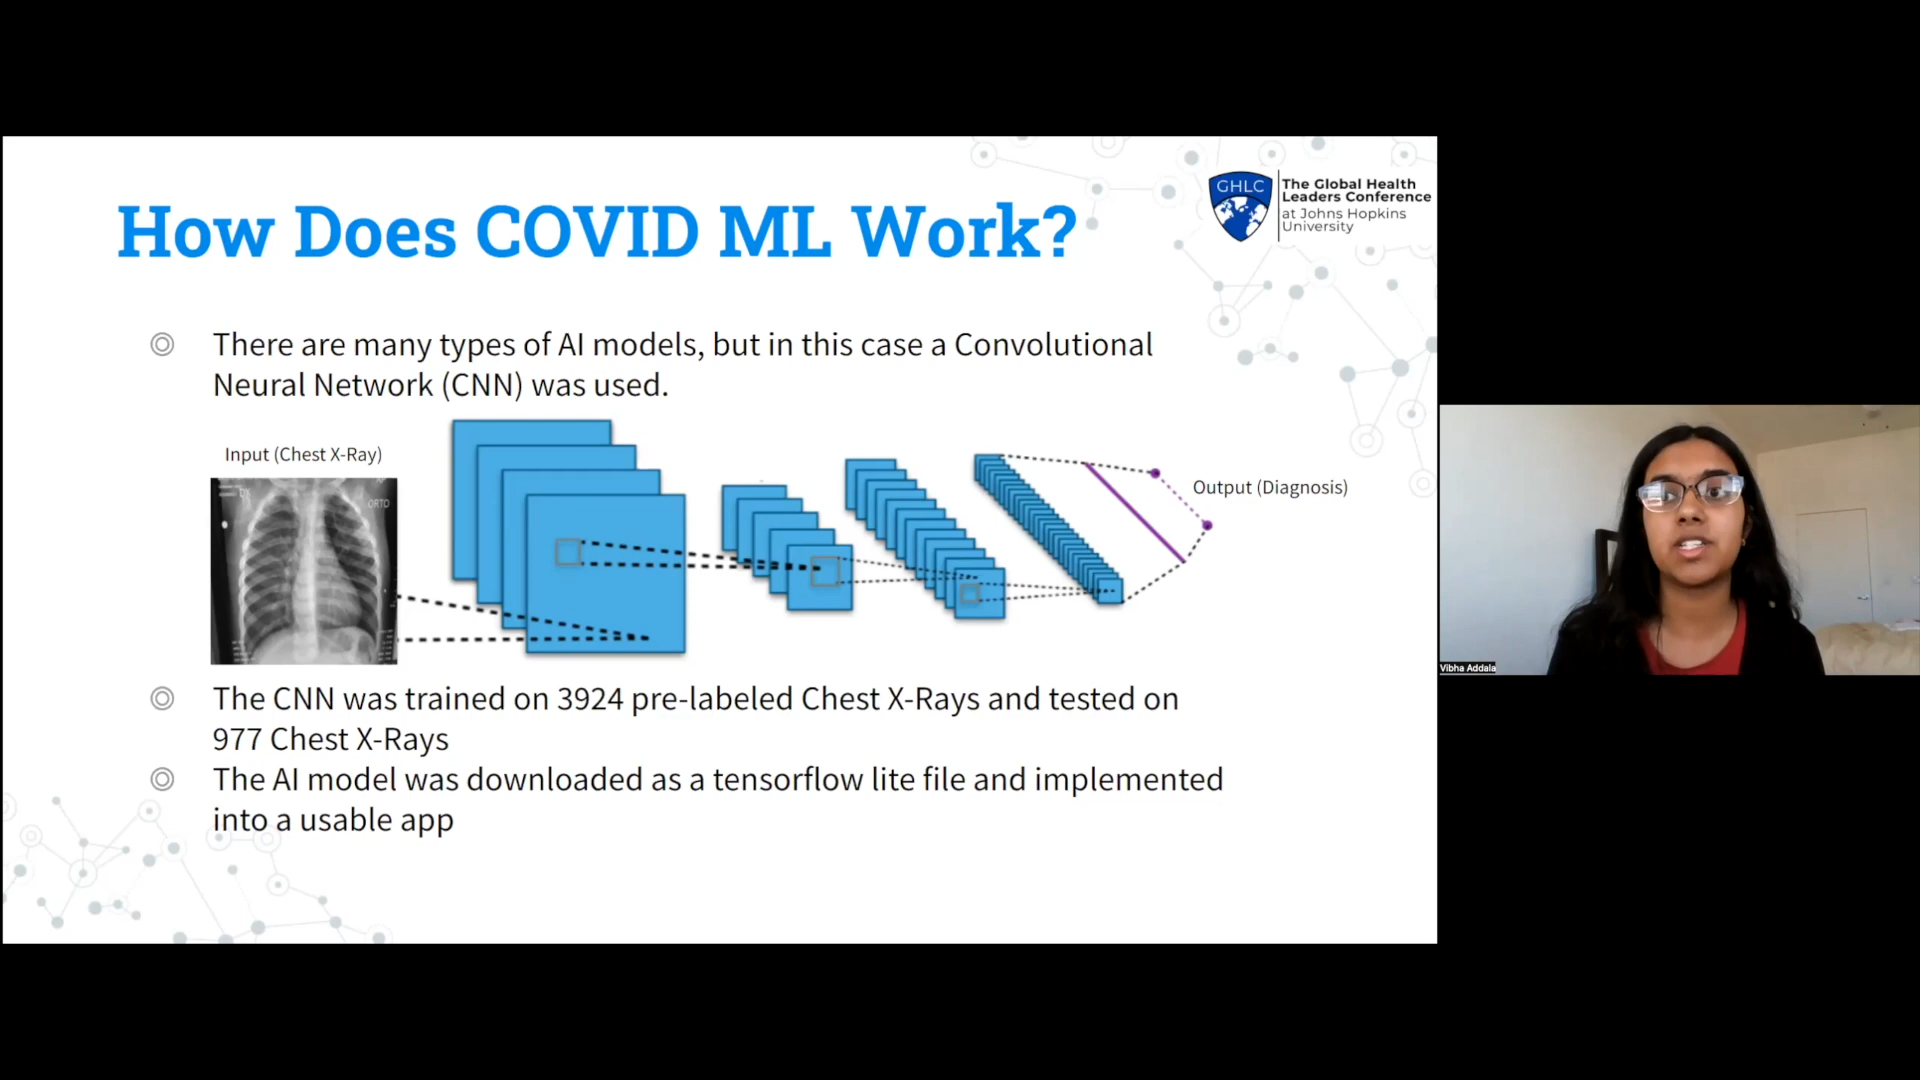 How Does COVID ML Work?
GHLC
The Global Health
Leaders Conference
at Johns Hopkins
University
There are many types of AI models, but in this case a Convolutional
Neural Network (CNN) was used.
Input (Chest X-Ray)
ORTO
Output (Diagnosis)
The CNN was trained on 3924 pre-labeled Chest X-Rays and tested on
977 Chest X-Rays
The AI model was downloaded as a tensorflow lite file and implemented
into a usable app
Vibha Addala